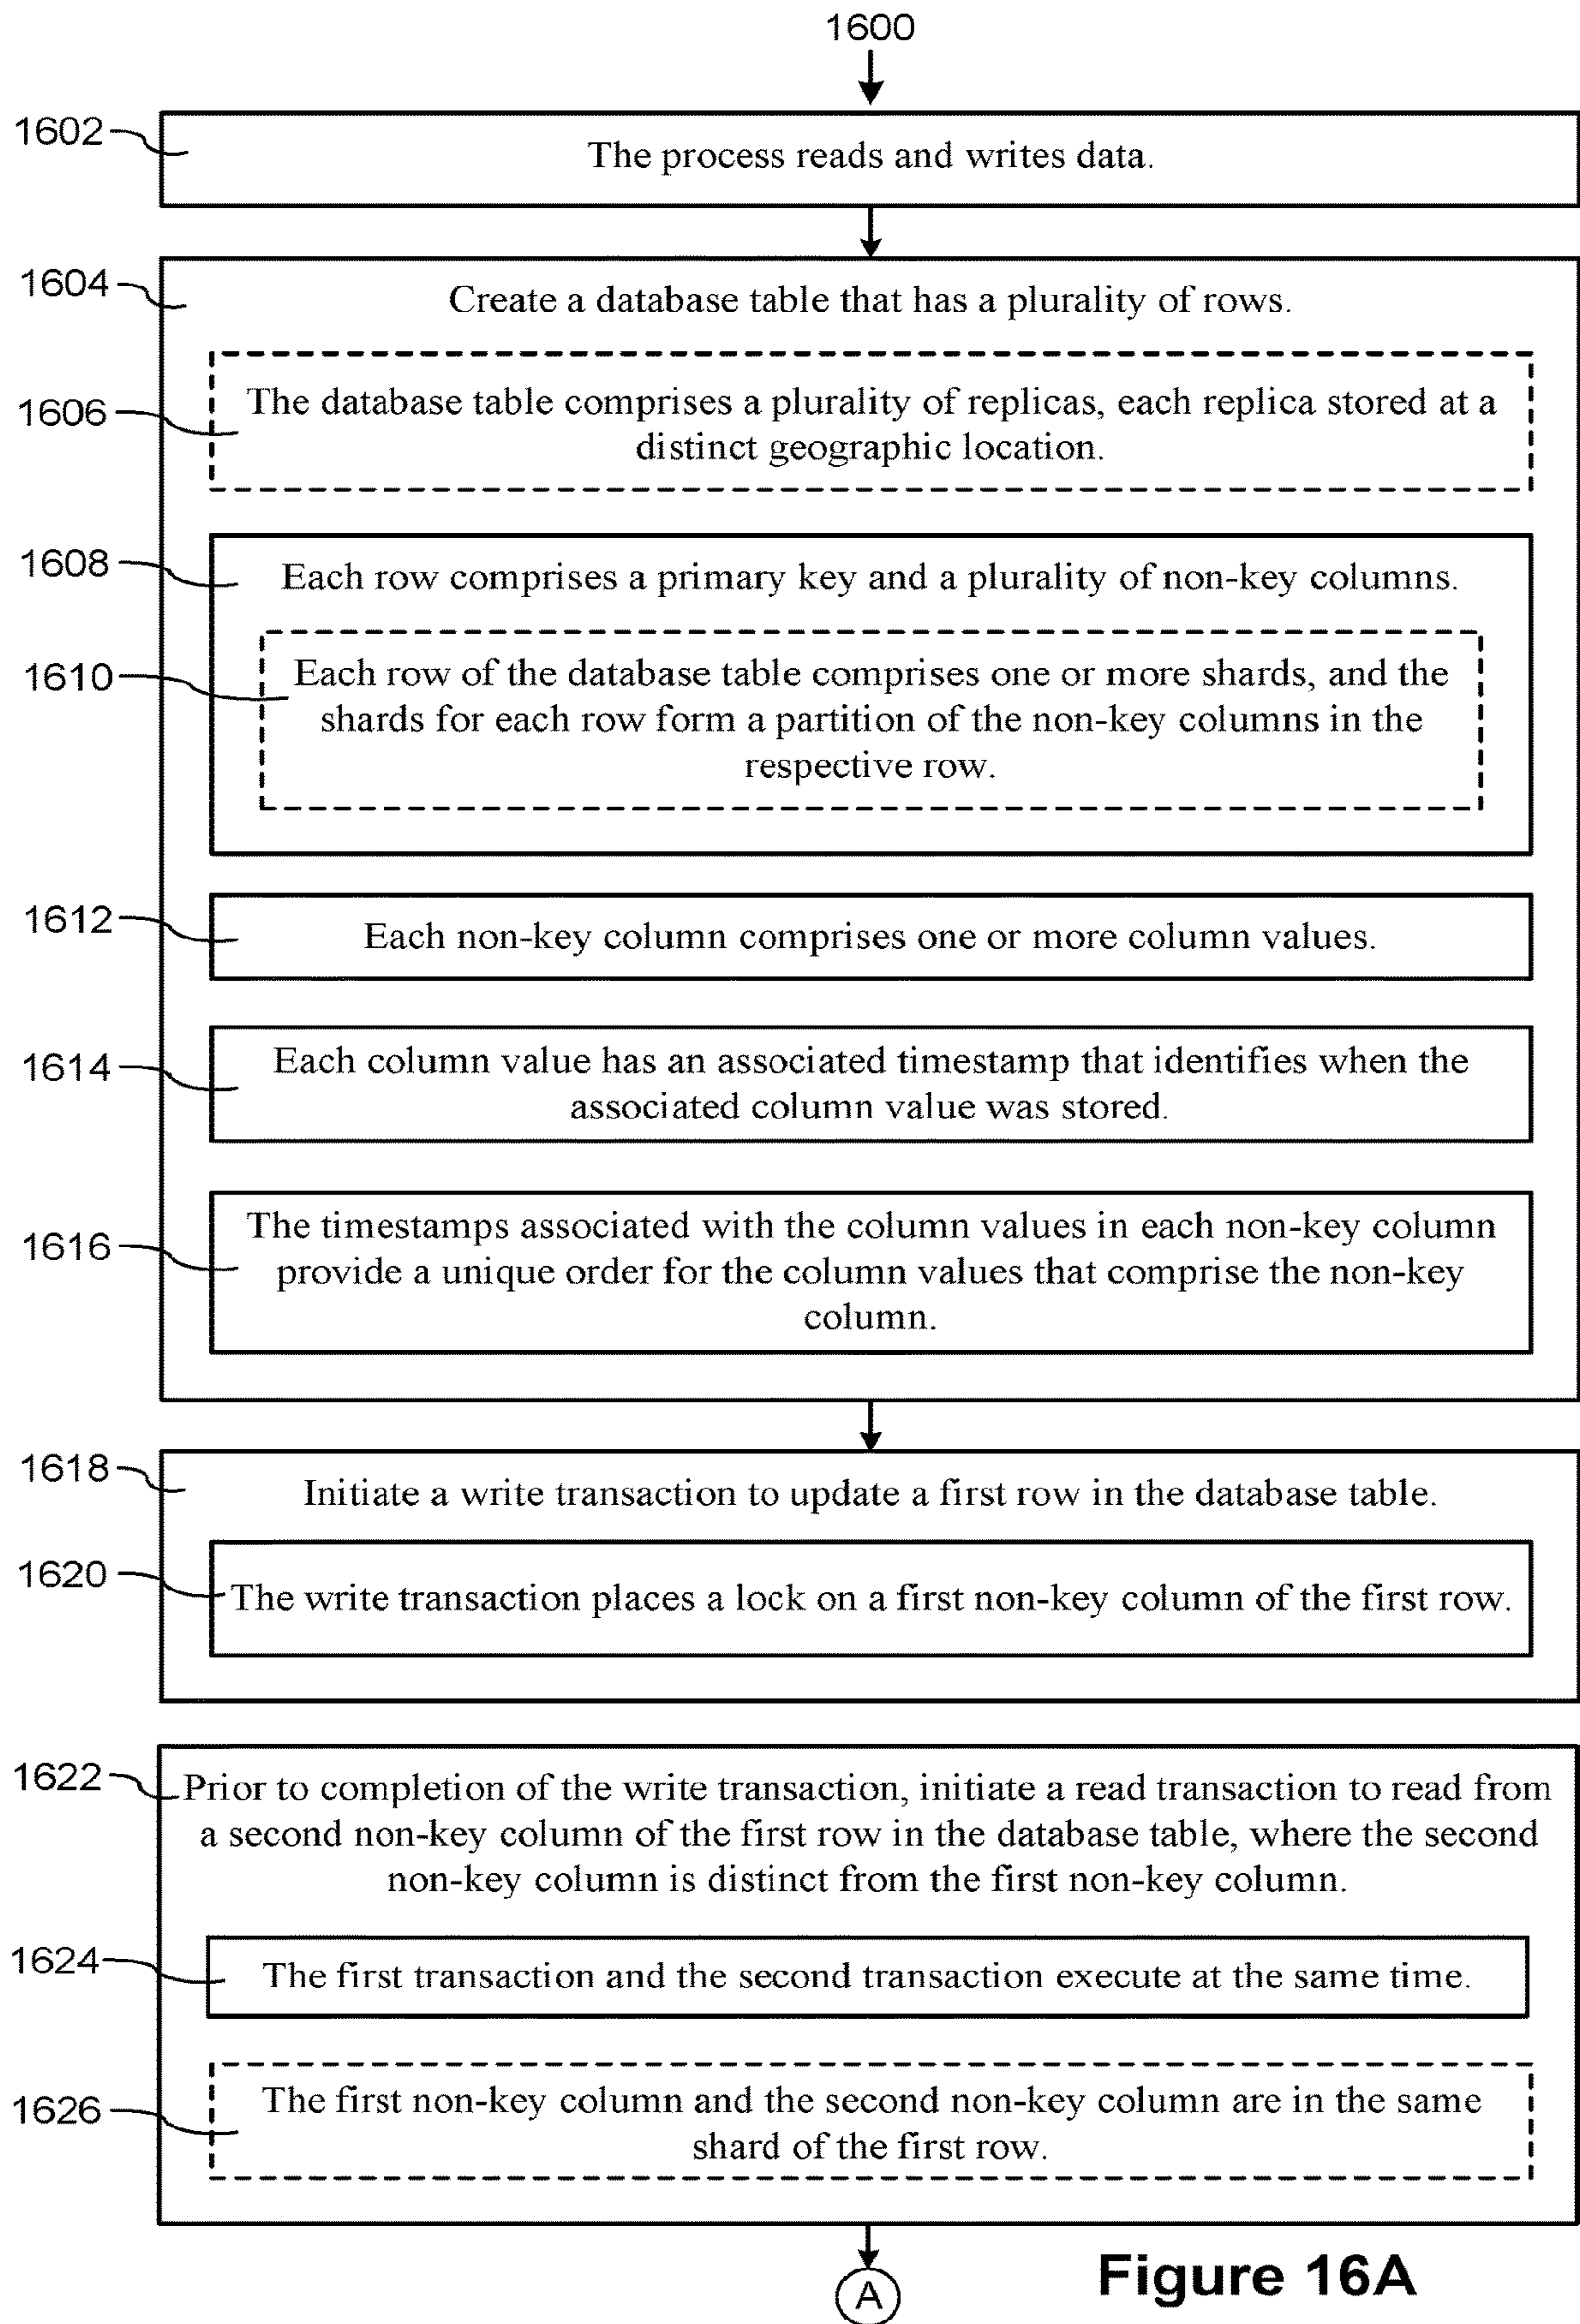 1600
1602
The process reads and writes data.
1604
Create a database table that has a plurality of rows.
1606
The database table comprises a plurality of replicas, each replica stored at a
distinct geographic location.
1608
Each row comprises a primary key and a plurality of non-key columns.
1610
Each row of the database table comprises one or more shards, and the
shards for each row form a partition of the non-key columns in the
respective row.
1612
Each non-key column comprises one or more column values.
1614
Each column value has an associated timestamp that identifies when the
associated column value was stored.
1616
The timestamps associated with the column values in each non-key column
provide a unique order for the column values that comprise the non-key
column.
1618
Initiate a write transaction to update a first row in the database table.
1620
The write transaction places a lock on a first non-key column of the first row.
1622
Prior to completion of the write transaction, initiate a read transaction to read from
a second non-key column of the first row in the database table, where the second
non-key column is distinct from the first non-key column.
1624
The first transaction and the second transaction execute at the same time.
1626
The first non-key column and the second non-key column are in the same
shard of the first row.
A
Figure 16A